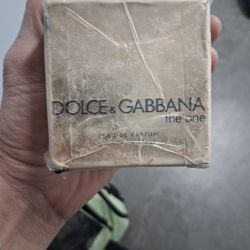 DOLCE & GABBANA
the one
EAU DE PARFUM